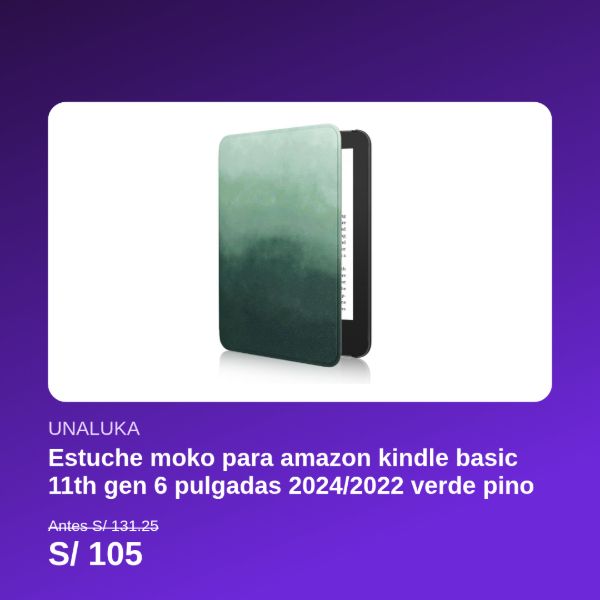 UNALUKA
Estuche moko para amazon kindle basic
11th gen 6 pulgadas 2024/2022 verde pino
Antes S/ 131.25
S/ 105